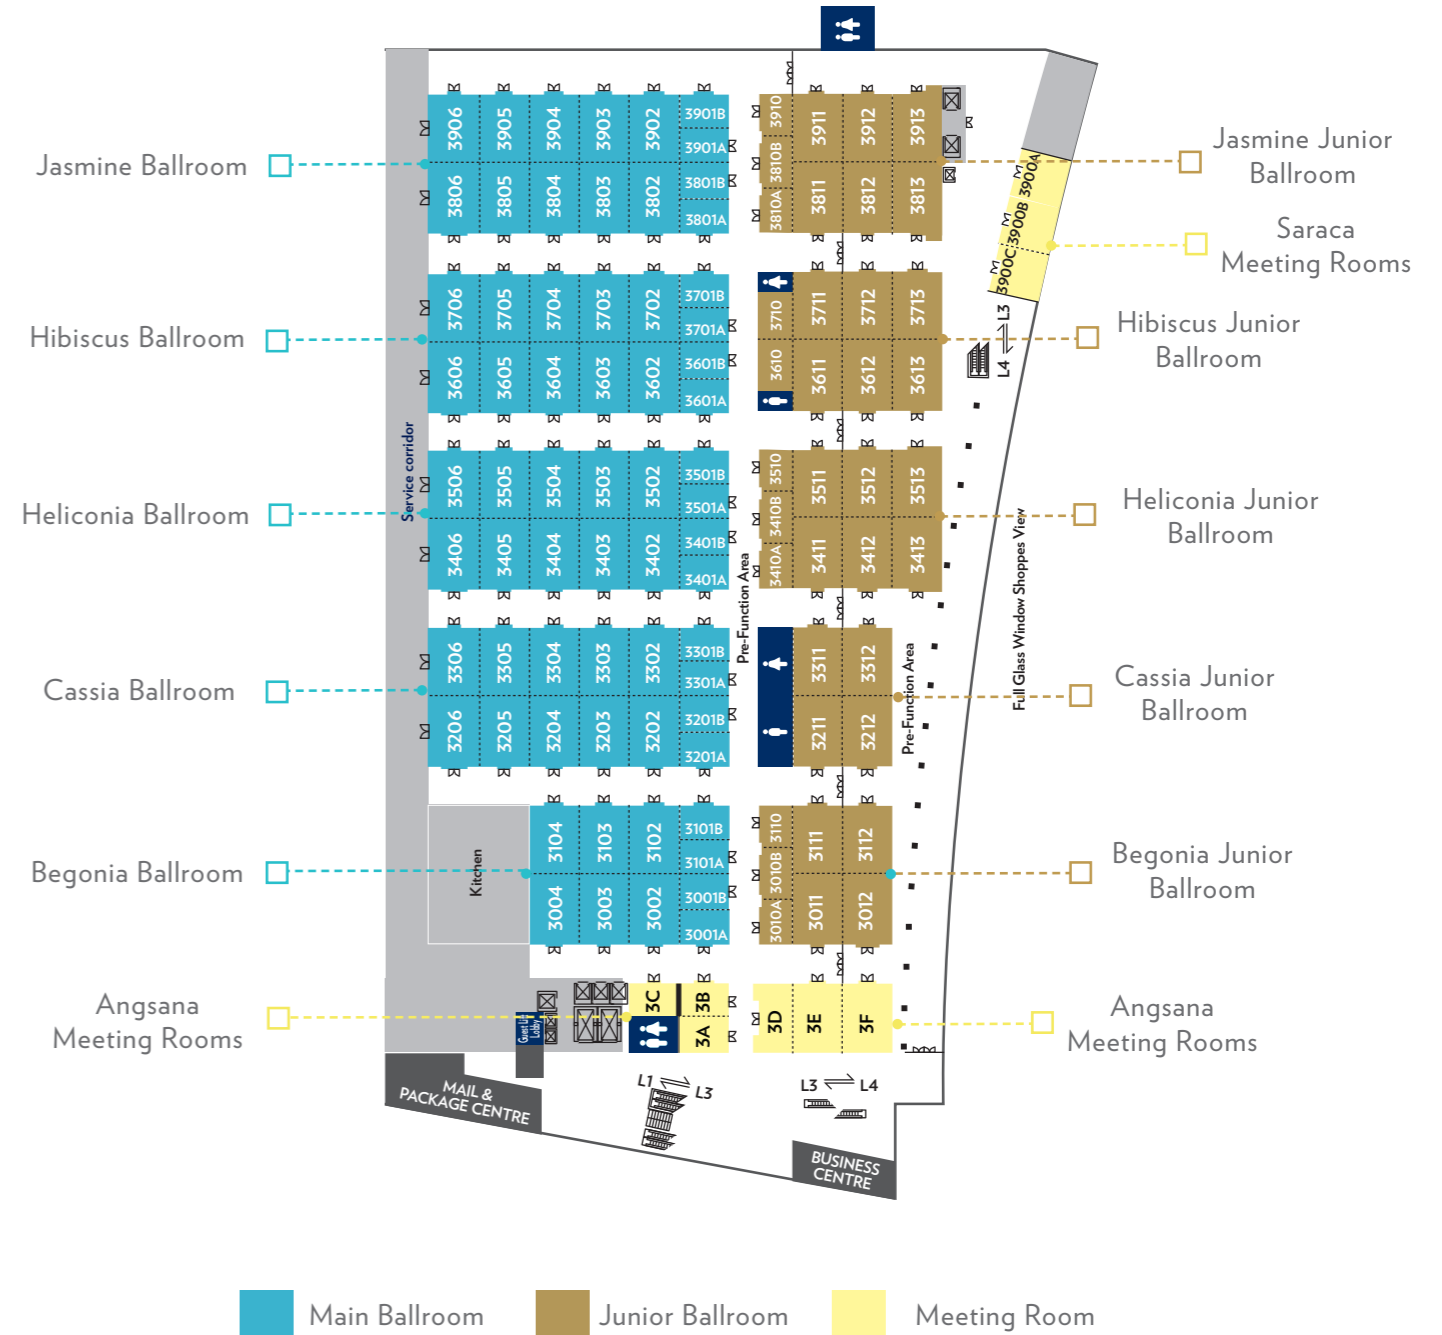 Jasmine Ballroom
3906
3905
3904
3903
3902
3901B
3901A
3806
3805
3804
3803
3802
3801B
3801A
3910
3810B
3810A
3911
3912
3913
3811
3812
3813
Jasmine Junior
Ballroom
3900A
3900B
3900C
Saraca
Meeting Rooms
Hibiscus Ballroom
3706
3705
3704
3703
3702
3701B
3701A
3606
3605
3604
3603
3602
3601B
3601A
3710
3610
3711
3712
3713
3611
3612
3613
L3
L4
Hibiscus Junior
Ballroom
Service corridor
Heliconia Ballroom
3506
3505
3504
3503
3502
3501B
3501A
3406
3405
3404
3403
3402
3401B
3401A
3510
3410B
3410A
3511
3512
3513
3411
3412
3413
Heliconia Junior
Ballroom
Pre-Function Area
Full Glass Window Shoppes View
Cassia Ballroom
3306
3305
3304
3303
3302
3301B
3301A
3206
3205
3204
3203
3202
3201B
3201A
3311
3312
3211
3212
Pre-Function Area
Cassia Junior
Ballroom
Begonia Ballroom
Kitchen
3104
3103
3102
3101B
3101A
3004
3003
3002
3001B
3001A
3110
3010B
3010A
3111
3112
3011
3012
Begonia Junior
Ballroom
Angsana
Meeting Rooms
Guest Lift
Lobby
3C
3B
3A
3D
3E
3F
Angsana
Meeting Rooms
MAIL &
PACKAGE CENTRE
L1
L3
L3
L4
BUSINESS
CENTRE
Main Ballroom
Junior Ballroom
Meeting Room